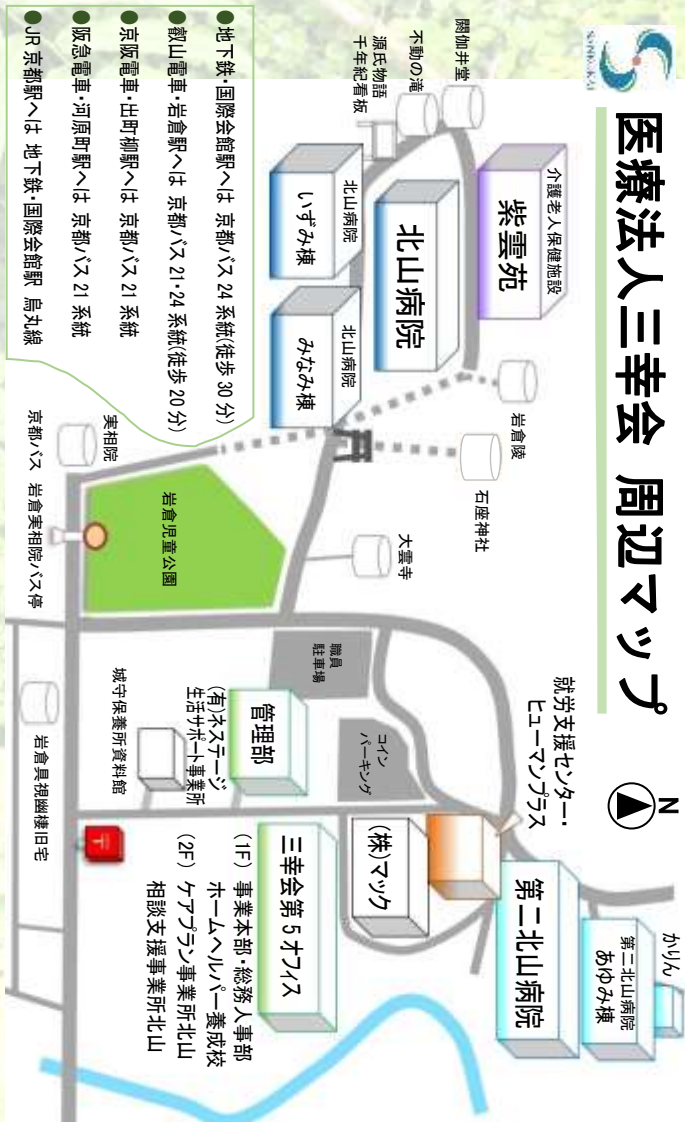 SANKO-KAI
医療法人三幸会 周辺マップ
N
閼伽井堂
不動の滝
源氏物語
千年紀看板
介護老人保健施設
紫雲苑
北山病院
北山病院
いずみ棟
北山病院
みなみ棟
岩倉陵
石座神社
大雲寺
実相院
京都バス 岩倉実相院バス停
岩倉児童公園
●地下鉄・国際会館駅へは 京都バス 24 系統(徒歩 30 分)
●叡山電車・岩倉駅へは 京都バス 21・24 系統(徒歩 20 分)
●京阪電車・出町柳駅へは 京都バス 21 系統
●阪急電車・河原町駅へは 京都バス 21 系統
●JR 京都駅へは 地下鉄・国際会館駅 烏丸線
職員
駐車場
コイン
パーキング
管理部
(有)ネステージ
生活サポート事業所
城守保養所資料館
岩倉具視幽棲旧宅
就労支援センター・
ヒューマンプラス
(株)マック
第二北山病院
第二北山病院
あゆみ棟
かりん
三幸会第5オフィス
(1F) 事業本部・総務人事部
ホームヘルパー養成校
(2F) ケアプラン事業所北山
相談支援事業所北山
〒